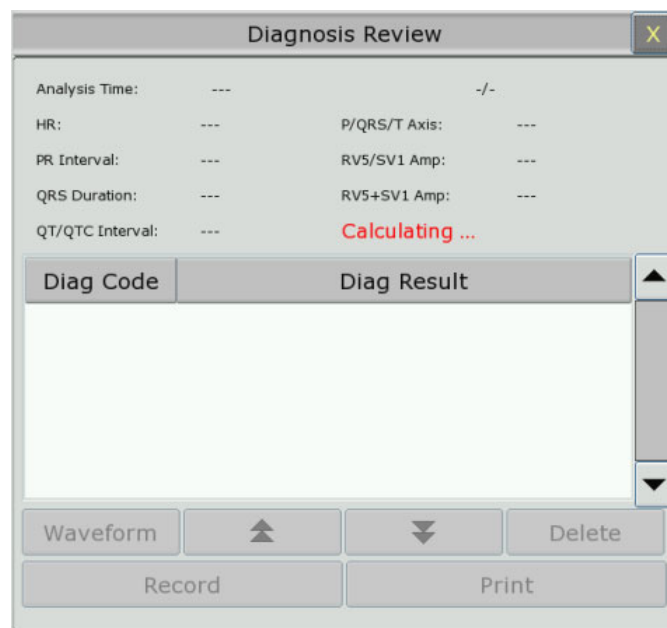 Diagnosis Review X
Analysis Time: --- -/-
HR: --- P/QRS/T Axis: ---
PR Interval: --- RV5/SV1 Amp: ---
QRS Duration: --- RV5+SV1 Amp: ---
QT/QTC Interval: --- Calculating ...
Diag Code Diag Result
Waveform Delete
Record Print